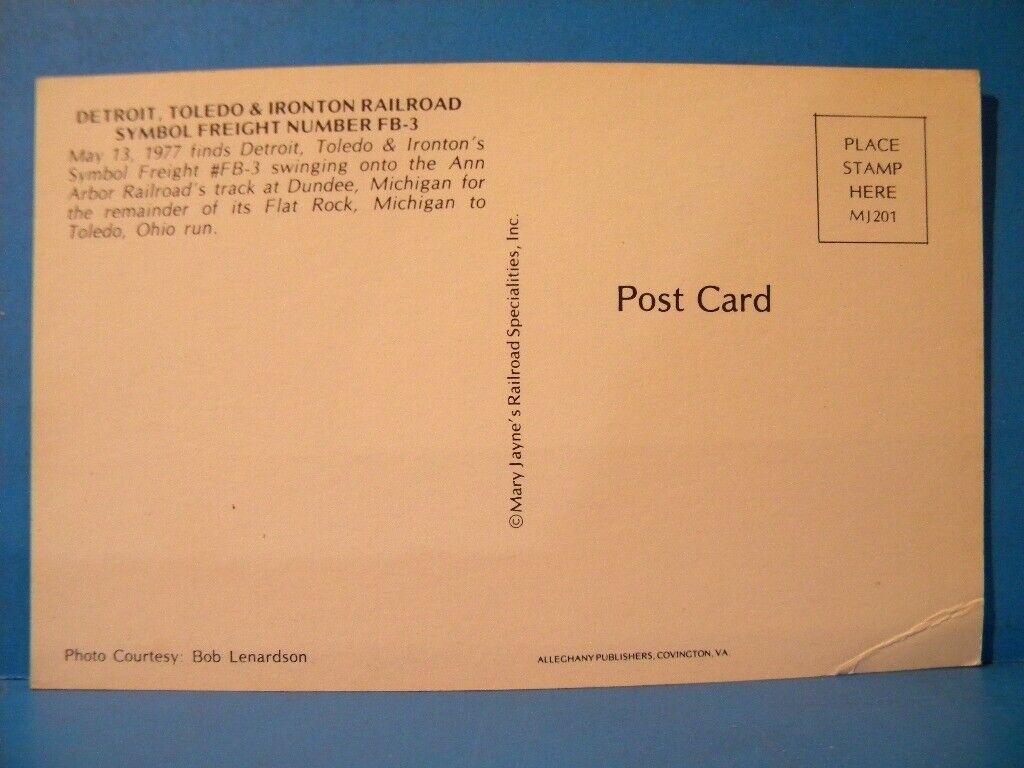 DETROIT, TOLEDO & IRONTON RAILROAD
SYMBOL FREIGHT NUMBER FB-3
May 13, 1977 finds Detroit, Toledo & Ironton's
Symbol Freight #FB-3 swinging onto the Ann
Arbor Railroad's track at Dundee, Michigan for
the remainder of its Flat Rock, Michigan to
Toledo, Ohio run.
Photo Courtesy: Bob Lenardson
©Mary Jayne's Railroad Specialities, Inc.
PLACE
STAMP
HERE
MJ201
Post Card
ALLEGHANY PUBLISHERS, COVINGTON, VA.